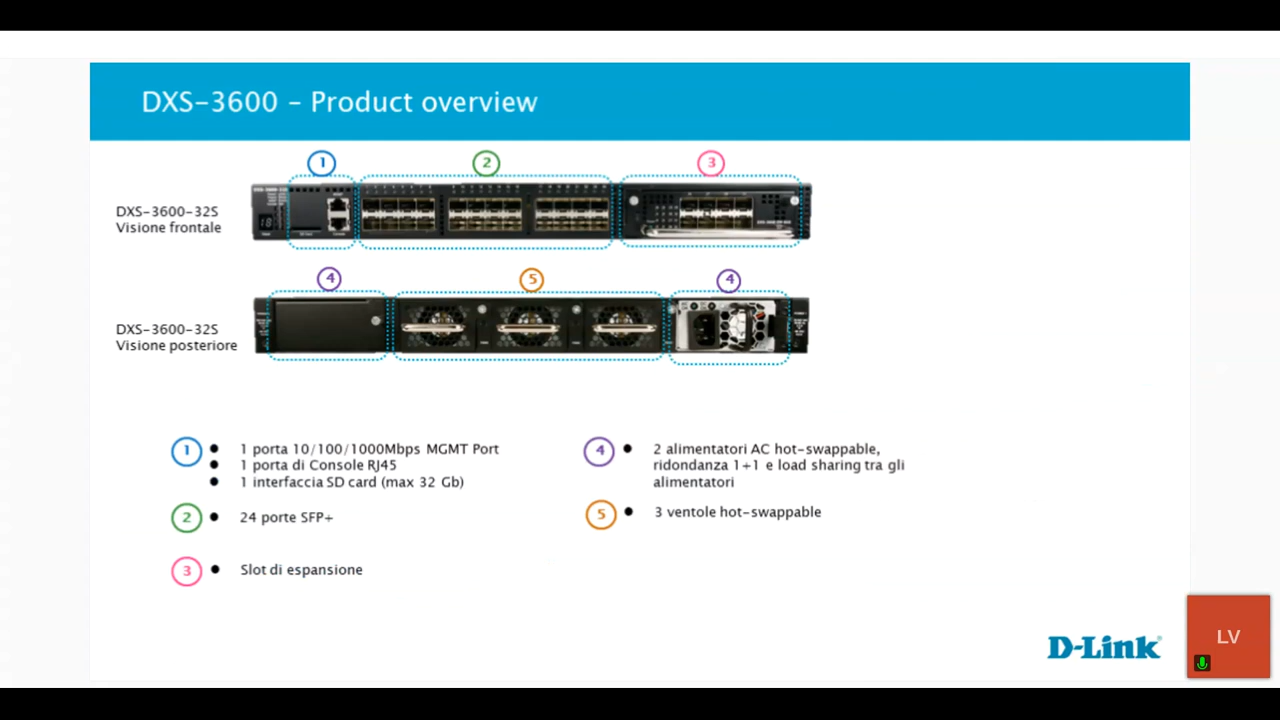 DXS-3600 - Product overview
1
2
3
DXS-3600-32S
Visione frontale
4
5
4
DXS-3600-32S
Visione posteriore
1
● 1 porta 10/100/1000Mbps MGMT Port
● 1 porta di Console RJ45
● 1 interfaccia SD card (max 32 Gb)
2
● 24 porte SFP+
3
● Slot di espansione
4
● 2 alimentatori AC hot-swappable,
ridondanza 1+1 e load sharing tra gli
alimentatori
5
● 3 ventole hot-swappable
D-Link
LV